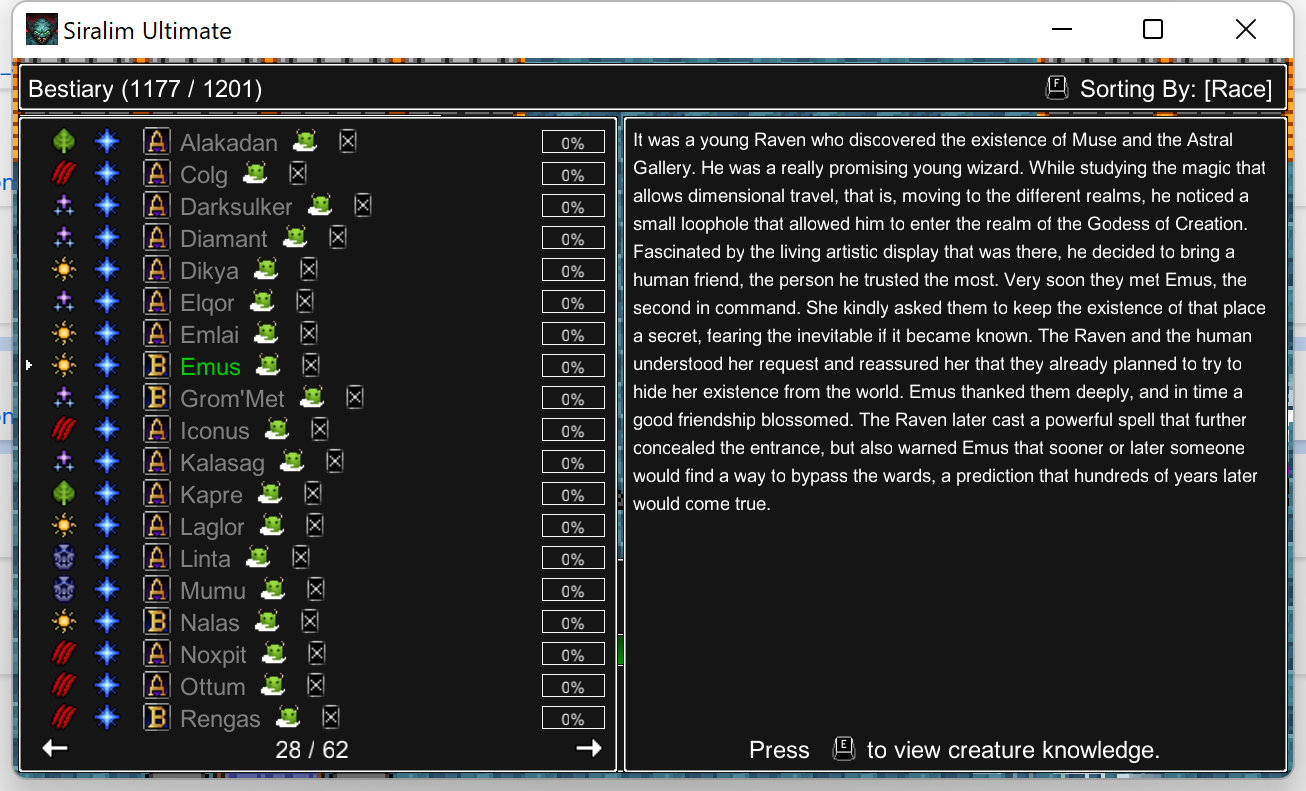 Siralim Ultimate
Bestiary (1177 / 1201)
F Sorting By: [Race]
A Alakadan 0%
A Colg 0%
A Darksulker 0%
A Diamant 0%
A Dikya 0%
A Elqor 0%
A Emlai 0%
B Emus 0%
B Grom'Met 0%
A Iconus 0%
A Kalasag 0%
A Kapre 0%
A Laglor 0%
A Linta 0%
A Mumu 0%
B Nalas 0%
A Noxpit 0%
A Ottum 0%
B Rengas 0%
28 / 62
It was a young Raven who discovered the existence of Muse and the Astral
Gallery. He was a really promising young wizard. While studying the magic that
allows dimensional travel, that is, moving to the different realms, he noticed a
small loophole that allowed him to enter the realm of the Godess of Creation.
Fascinated by the living artistic display that was there, he decided to bring a
human friend, the person he trusted the most. Very soon they met Emus, the
second in command. She kindly asked them to keep the existence of that place
a secret, fearing the inevitable if it became known. The Raven and the human
understood her request and reassured her that they already planned to try to
hide her existence from the world. Emus thanked them deeply, and in time a
good friendship blossomed. The Raven later cast a powerful spell that further
concealed the entrance, but also warned Emus that sooner or later someone
would find a way to bypass the wards, a prediction that hundreds of years later
would come true.
Press E to view creature knowledge.